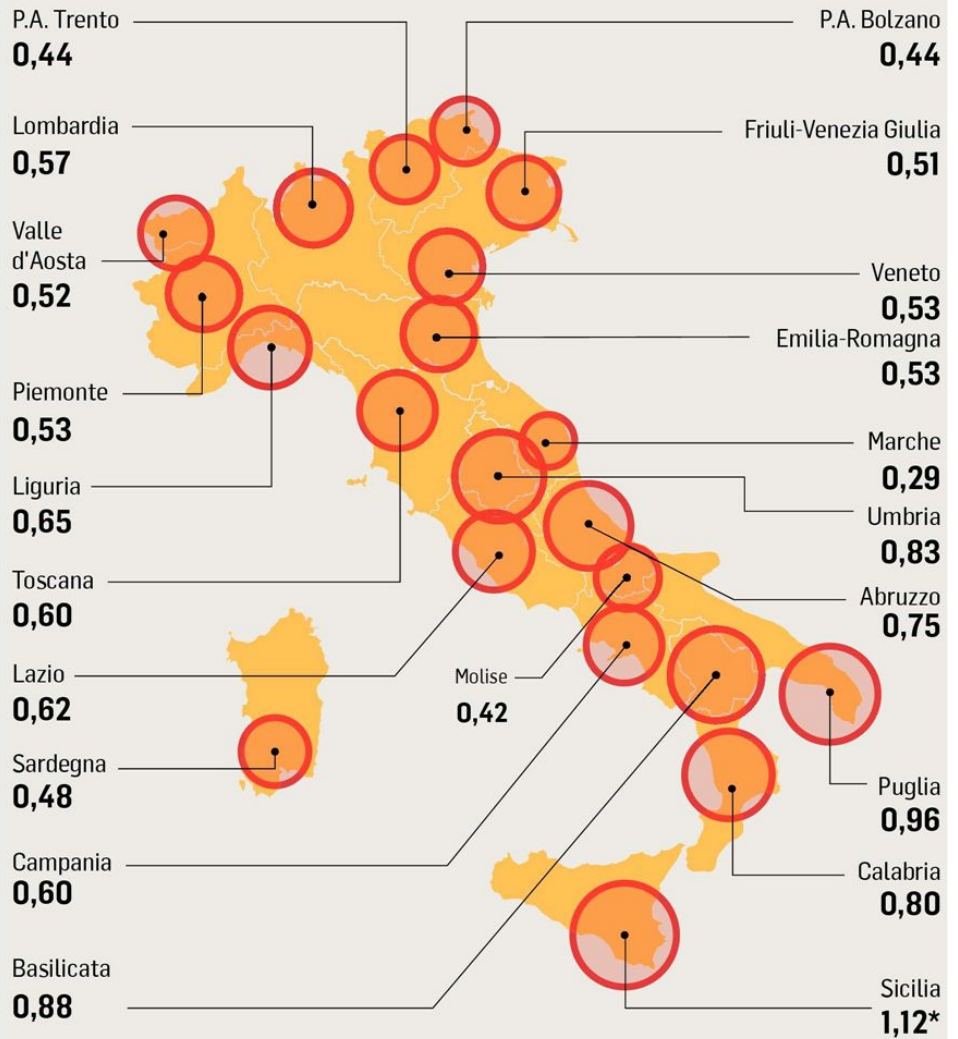 P.A. Trento
0,44
P.A. Bolzano
0,44
Lombardia
0,57
Friuli-Venezia Giulia
0,51
Valle
d'Aosta
0,52
Veneto
0,53
Emilia-Romagna
0,53
Piemonte
0,53
Marche
0,29
Liguria
0,65
Umbria
0,83
Toscana
0,60
Abruzzo
0,75
Lazio
0,62
Molise
0,42
Sardegna
0,48
Puglia
0,96
Campania
0,60
Calabria
0,80
Basilicata
0,88
Sicilia
1,12*